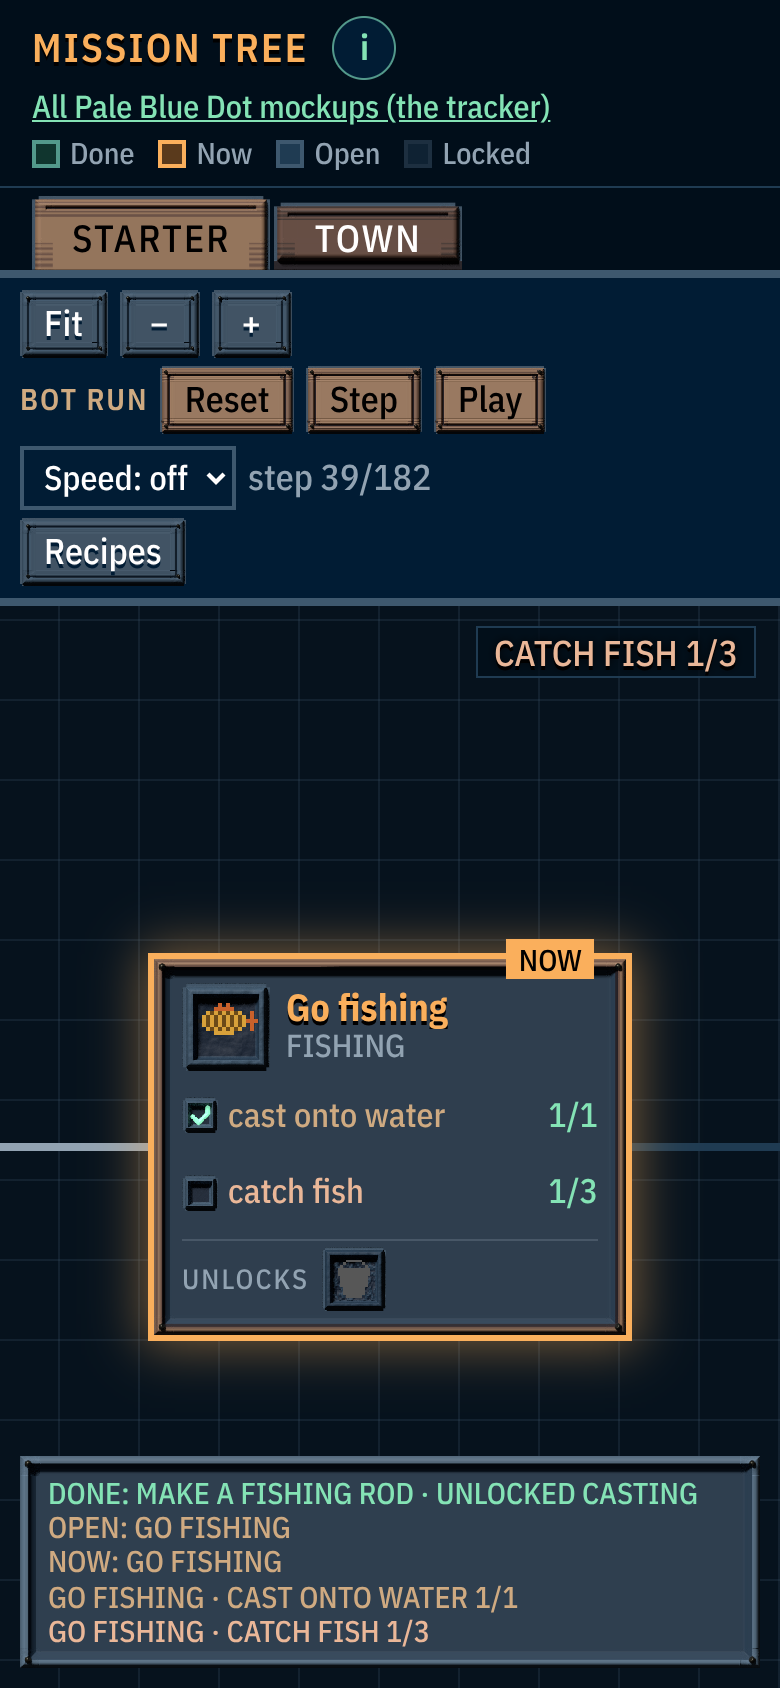 MISSION TREE i
All Pale Blue Dot mockups (the tracker)
Done Now Open Locked
STARTER TOWN
Fit − +
BOT RUN Reset Step Play
Speed: off step 39/182
Recipes
CATCH FISH 1/3
NOW
Go fishing
FISHING
cast onto water 1/1
catch fish 1/3
UNLOCKS
DONE: MAKE A FISHING ROD · UNLOCKED CASTING
OPEN: GO FISHING
NOW: GO FISHING
GO FISHING · CAST ONTO WATER 1/1
GO FISHING · CATCH FISH 1/3